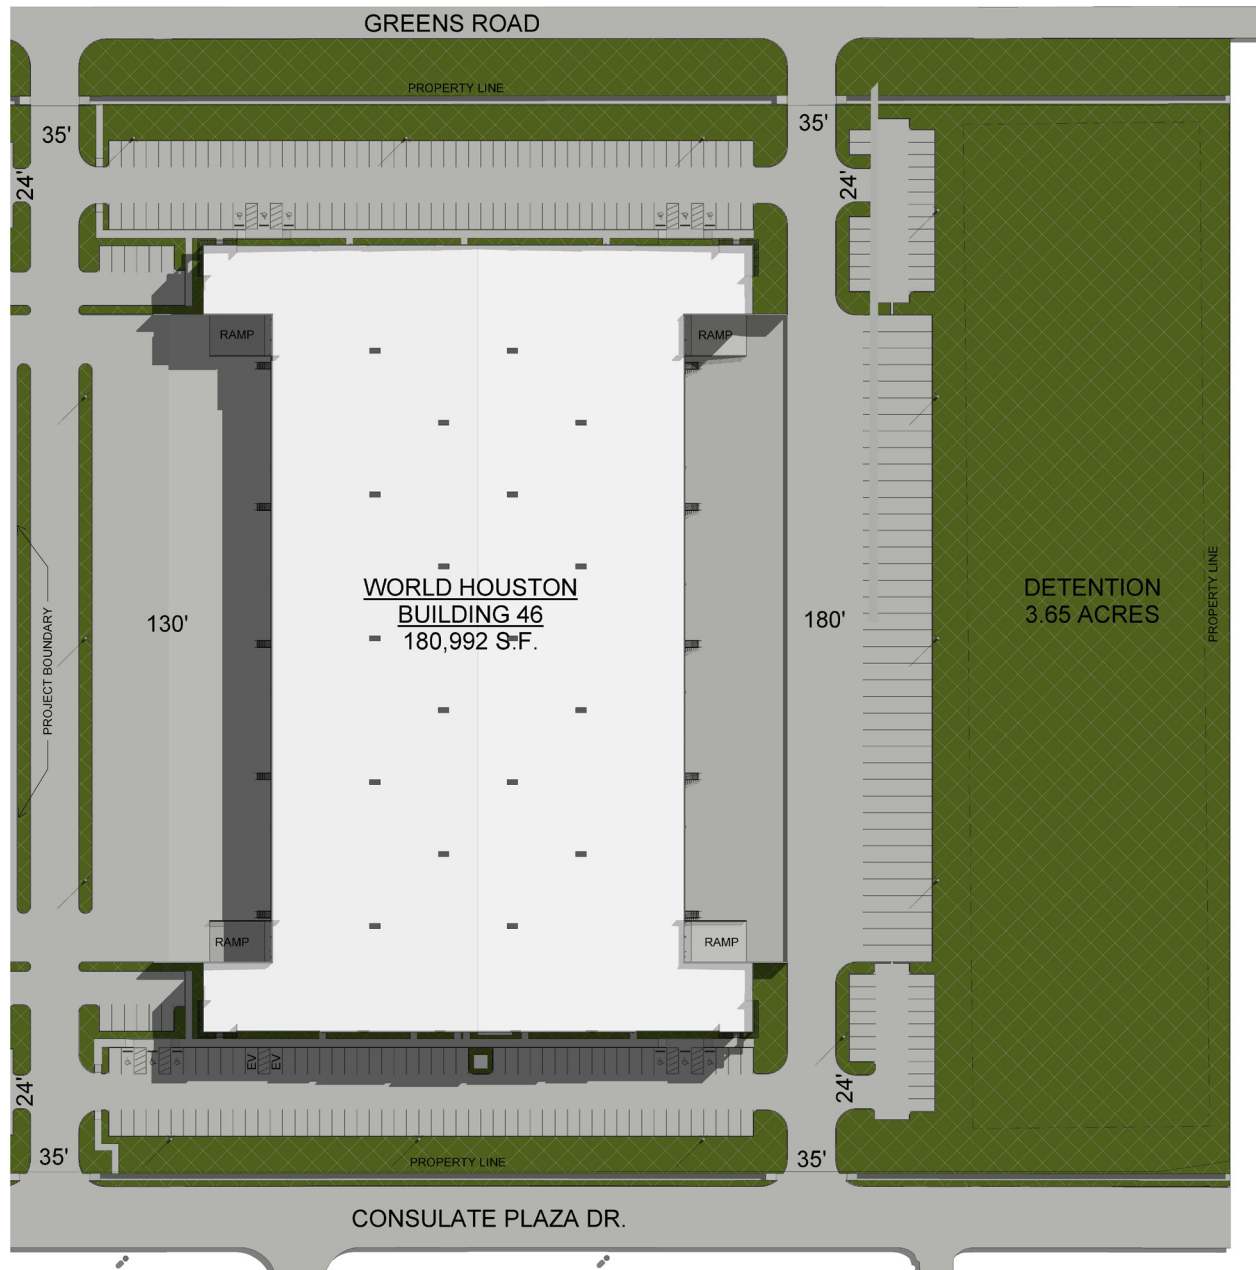 GREENS ROAD
PROPERTY LINE
35'
35'
24'
24'
RAMP
RAMP
WORLD HOUSTON
BUILDING 46
180,992 S.F.
130'
180'
DETENTION
3.65 ACRES
PROPERTY LINE
PROJECT BOUNDARY
RAMP
RAMP
EV
EV
24'
24'
35'
35'
PROPERTY LINE
CONSULATE PLAZA DR.